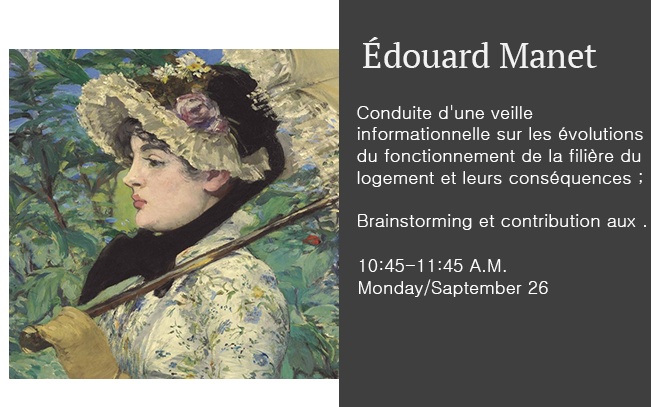 Édouard Manet
Conduite d'une veille
informationnelle sur les évolutions
du fonctionnement de la filière du
logement et leurs conséquences ;
Brainstorming et contribution aux .
10:45-11:45 A.M.
Monday/Saptember 26